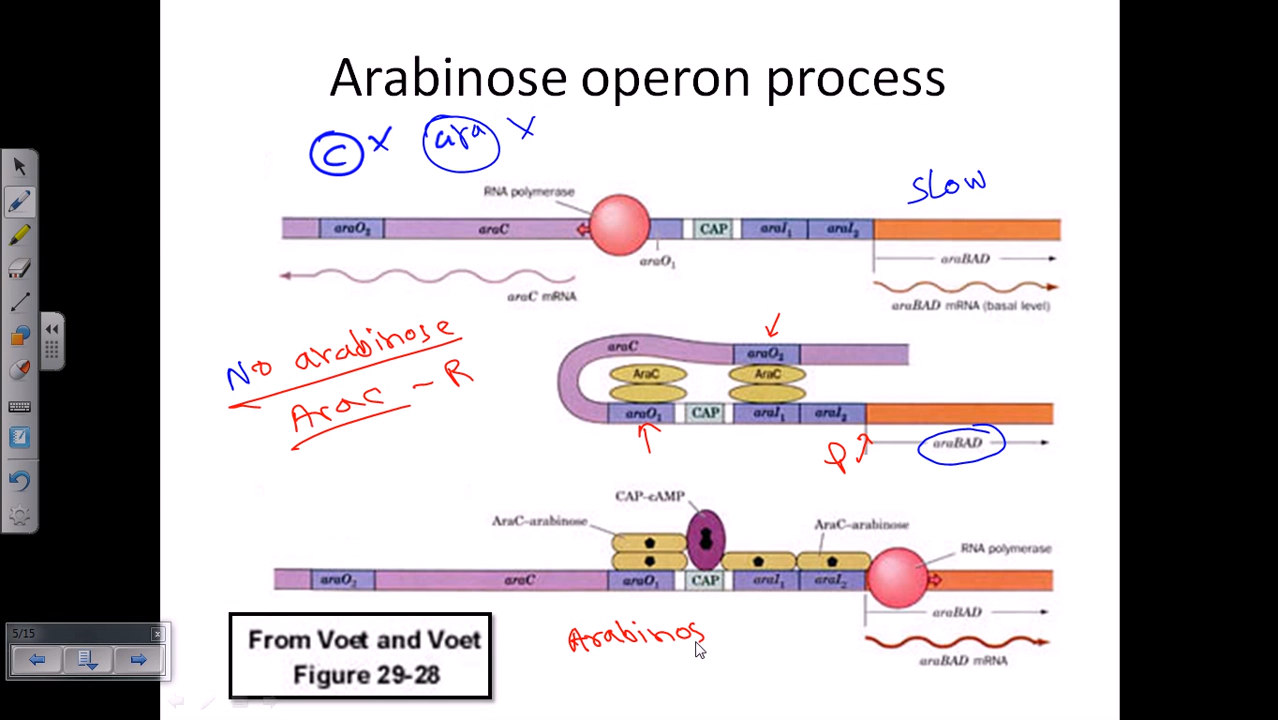 Arabinose operon process
C X ara X
RNA polymerase
slow
araO2 araC CAP araI1 araI2
araO1
araBAD
araC mRNA
araBAD mRNA (basal level)
No arabinose
AraC - R
araC araO2
AraC AraC
araO1 CAP araI1 araI2
P araBAD
CAP–cAMP
AraC–arabinose AraC–arabinose
RNA polymerase
araO2 araC araO1 CAP araI1 araI2
araBAD
araBAD mRNA
5/15 x
From Voet and Voet
Figure 29-28
Arabinos